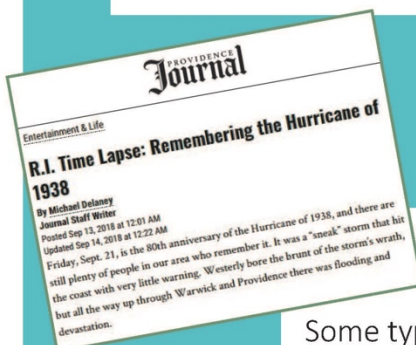 PROVIDENCE
Journal
Entertainment & Life
R.I. Time Lapse: Remembering the Hurricane of
1938
By Michael Delaney
Journal Staff Writer
Posted Sep 13, 2018 at 12:01 AM
Updated Sep 14, 2018 at 12:22 AM
Friday, Sept. 21, is the 80th anniversary of the Hurricane of 1938, and there are
still plenty of people in our area who remember it. It was a "sneak" storm that hit
the coast with very little warning. Westerly bore the brunt of the storm's wrath,
but all the way up through Warwick and Providence there was flooding and
devastation.
Some typ